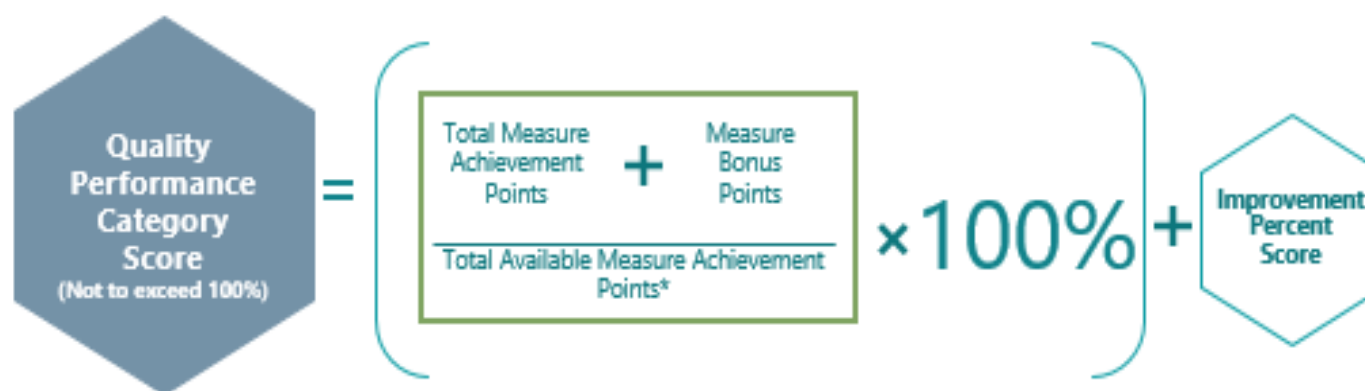 Quality
Performance
Category
Score
(Not to exceed 100%)
=
Total Measure
Achievement
Points
+
Measure
Bonus
Points
Total Available Measure Achievement
Points*
×100%
+
Improvement
Percent
Score